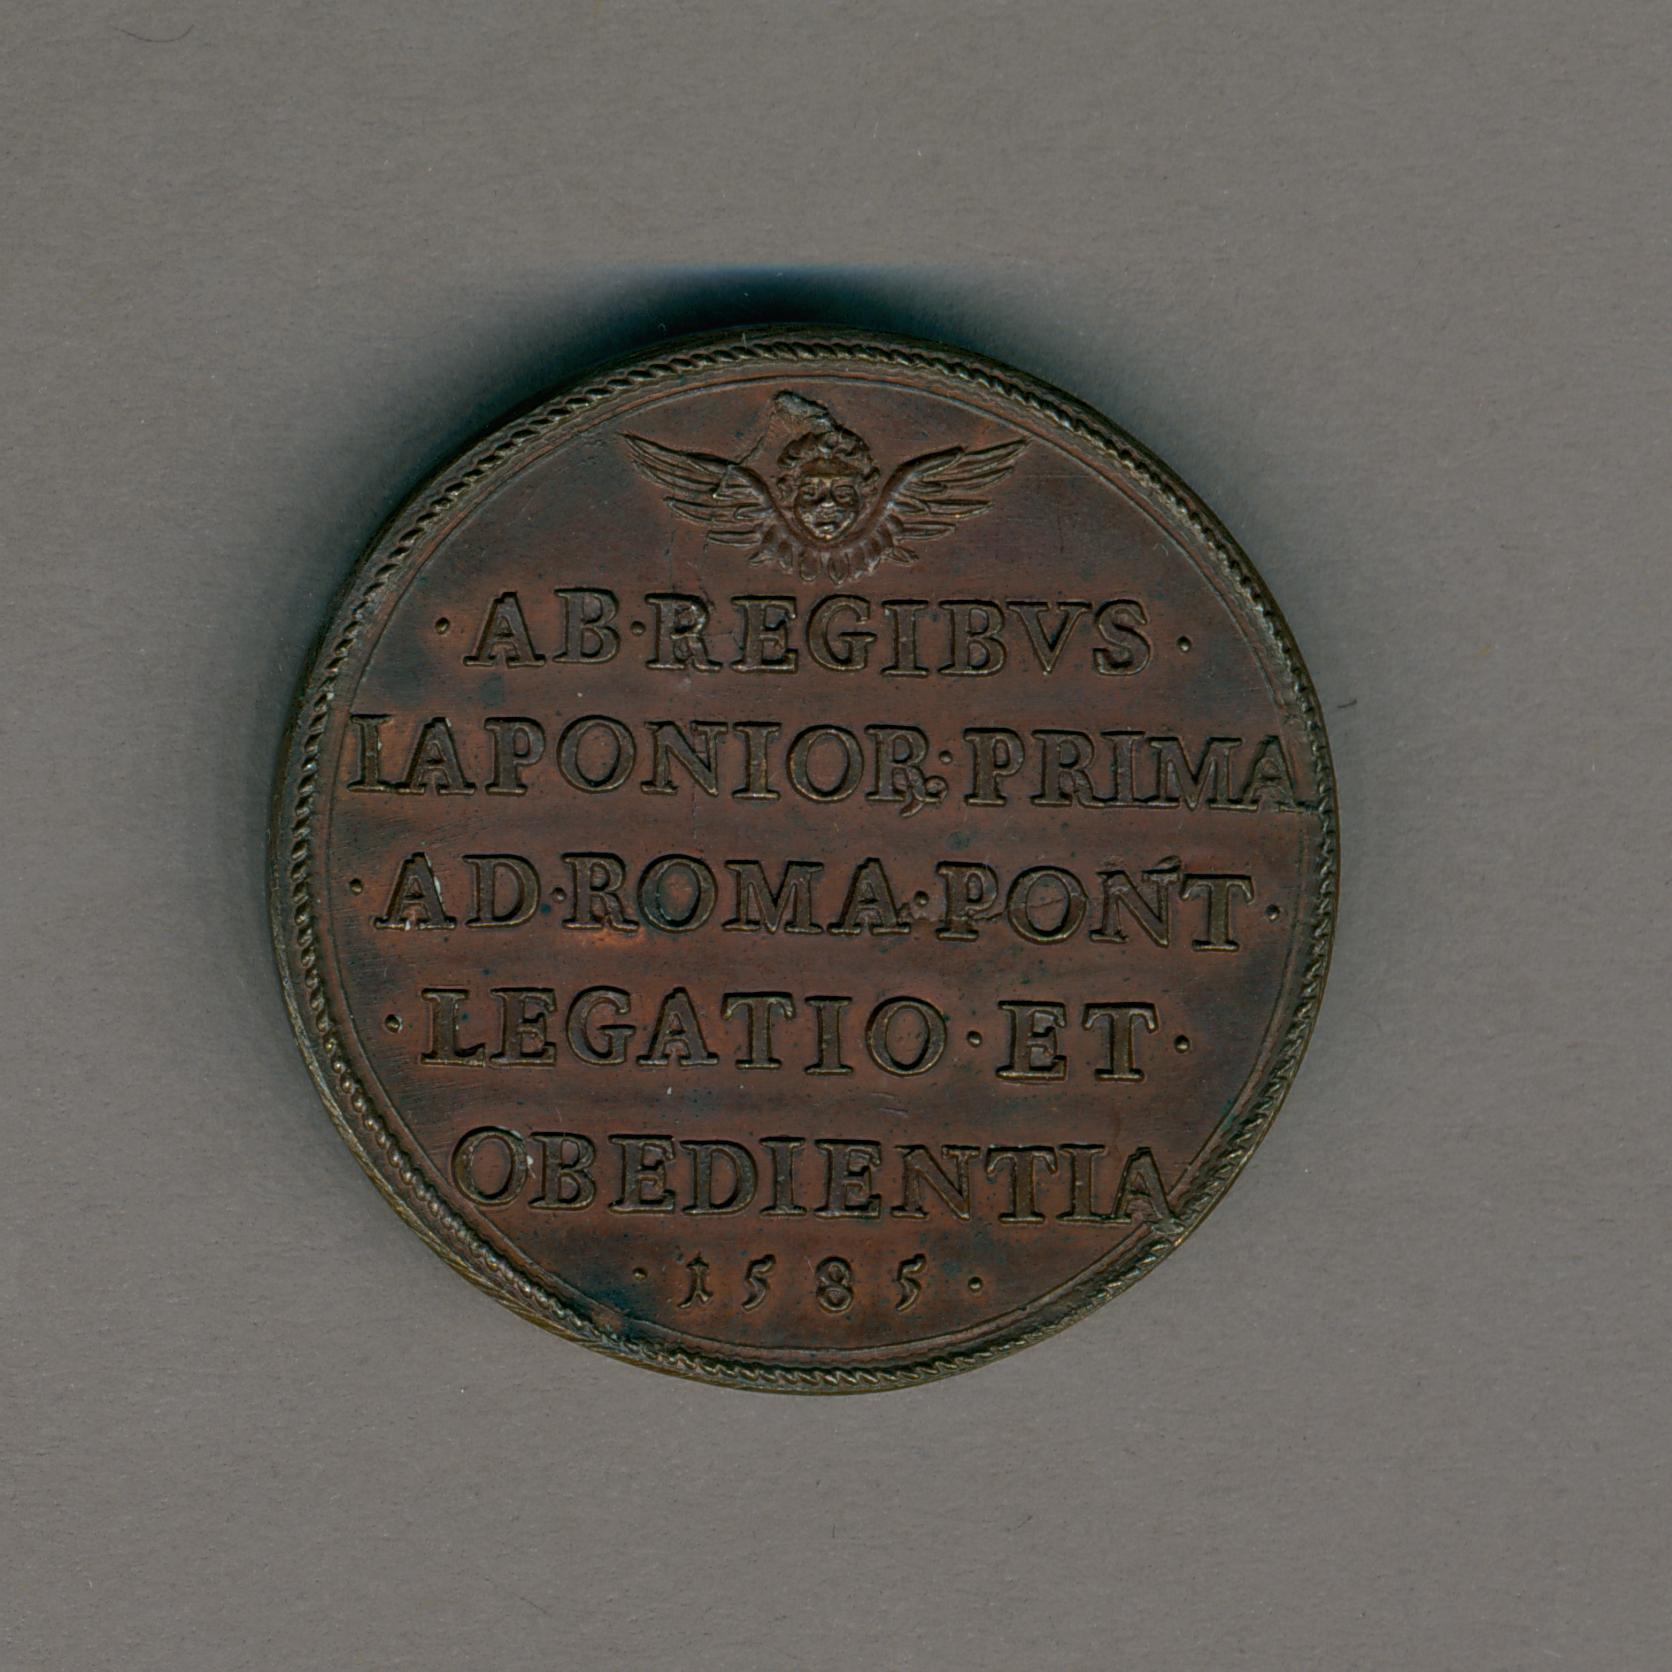 ·AB·REGIBVS·
IAPONIOR·PRIMA
·AD·ROMA·PONT·
·LEGATIO·ET·
OBEDIENTIA
·1585·